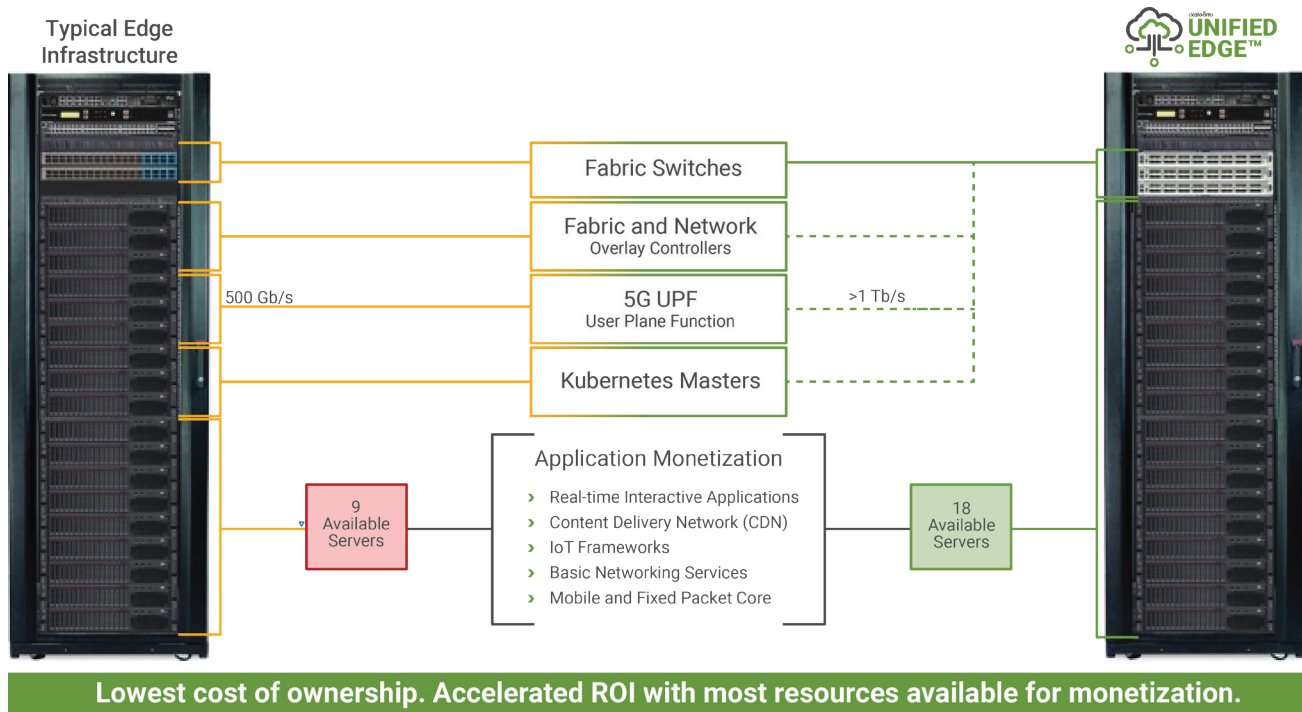 Typical Edge
Infrastructure
UNIFIED
EDGE™
Fabric Switches
Fabric and Network
Overlay Controllers
500 Gb/s
5G UPF
User Plane Function
>1 Tb/s
Kubernetes Masters
Application Monetization
› Real-time Interactive Applications
› Content Delivery Network (CDN)
› IoT Frameworks
› Basic Networking Services
› Mobile and Fixed Packet Core
9
Available
Servers
18
Available
Servers
Lowest cost of ownership. Accelerated ROI with most resources available for monetization.